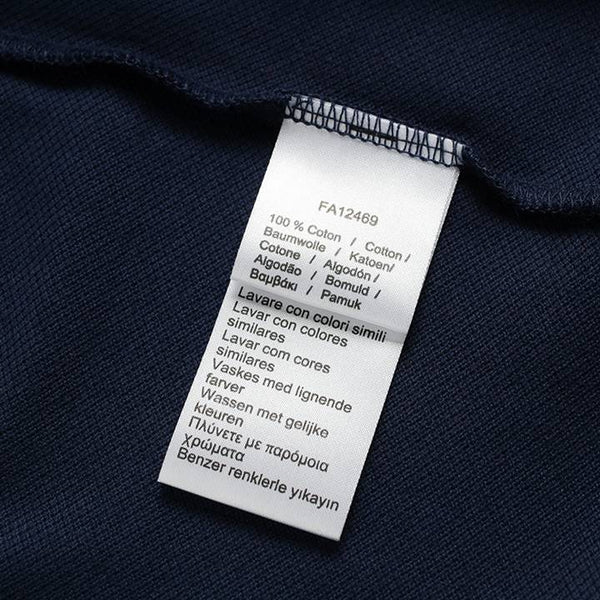 FA12469
100 % Coton / Cotton/
Baumwolle / Katoen/
Cotone / Algodón/
Algodão / Bomuld /
Βαμβάκι / Pamuk
Lavare con colori simili
Lavar con colores
similares
Lavar com cores
similares
Vaskes med lignende
farver
Wassen met gelijke
kleuren
Πλύνετε με παρόμοια
χρώματα
Benzer renklerle yıkayın